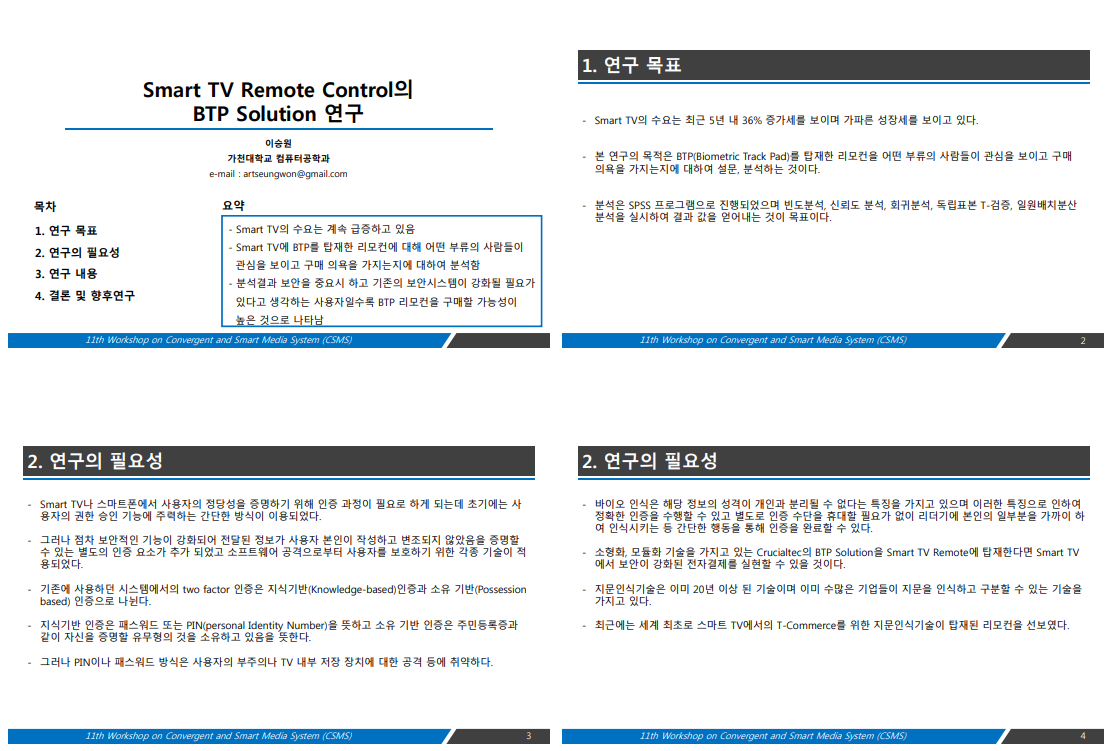 Smart TV Remote Control의
BTP Solution 연구
이승원
가천대학교 컴퓨터공학과
e-mail : artseungwon@gmail.com
목차
1. 연구 목표
2. 연구의 필요성
3. 연구 내용
4. 결론 및 향후연구
요약
- Smart TV의 수요는 계속 급증하고 있음
- Smart TV에 BTP를 탑재한 리모컨에 대해 어떤 부류의 사람들이
관심을 보이고 구매 의욕을 가지는지에 대하여 분석함
- 분석결과 보안을 중요시 하고 기존의 보안시스템이 강화될 필요가
있다고 생각하는 사용자일수록 BTP 리모컨을 구매할 가능성이
높은 것으로 나타남
11th Workshop on Convergent and Smart Media System (CSMS)
1. 연구 목표
- Smart TV의 수요는 최근 5년 내 36% 증가세를 보이며 가파른 성장세를 보이고 있다.
- 본 연구의 목적은 BTP(Biometric Track Pad)를 탑재한 리모컨을 어떤 부류의 사람들이 관심을 보이고 구매
의욕을 가지는지에 대하여 설문, 분석하는 것이다.
- 분석은 SPSS 프로그램으로 진행되었으며 빈도분석, 신뢰도 분석, 회귀분석, 독립표본 T-검증, 일원배치분산
분석을 실시하여 결과 값을 얻어내는 것이 목표이다.
11th Workshop on Convergent and Smart Media System (CSMS)
2
2. 연구의 필요성
- Smart TV나 스마트폰에서 사용자의 정당성을 증명하기 위해 인증 과정이 필요로 하게 되는데 초기에는 사
용자의 권한 승인 기능에 주력하는 간단한 방식이 이용되었다.
- 그러나 점차 보안적인 기능이 강화되어 전달된 정보가 사용자 본인이 작성하고 변조되지 않았음을 증명할
수 있는 별도의 인증 요소가 추가 되었고 소프트웨어 공격으로부터 사용자를 보호하기 위한 각종 기술이 적
용되었다.
- 기존에 사용하던 시스템에서의 two factor 인증은 지식기반(Knowledge-based)인증과 소유 기반(Possession
based) 인증으로 나뉜다.
- 지식기반 인증은 패스워드 또는 PIN(personal Identity Number)을 뜻하고 소유 기반 인증은 주민등록증과
같이 자신을 증명할 유무형의 것을 소유하고 있음을 뜻한다.
- 그러나 PIN이나 패스워드 방식은 사용자의 부주의나 TV 내부 저장 장치에 대한 공격 등에 취약하다.
11th Workshop on Convergent and Smart Media System (CSMS)
3
2. 연구의 필요성
- 바이오 인식은 해당 정보의 성격이 개인과 분리될 수 없다는 특징을 가지고 있으며 이러한 특징으로 인하여
정확한 인증을 수행할 수 있고 별도로 인증 수단을 휴대할 필요가 없이 리더기에 본인의 일부분을 가까이 하
여 인식시키는 등 간단한 행동을 통해 인증을 완료할 수 있다.
- 소형화, 모듈화 기술을 가지고 있는 Crucialtec의 BTP Solution을 Smart TV Remote에 탑재한다면 Smart TV
에서 보안이 강화된 전자결제를 실현할 수 있을 것이다.
- 지문인식기술은 이미 20년 이상 된 기술이며 이미 수많은 기업들이 지문을 인식하고 구분할 수 있는 기술을
가지고 있다.
- 최근에는 세계 최초로 스마트 TV에서의 T-Commerce를 위한 지문인식기술이 탑재된 리모컨을 선보였다.
11th Workshop on Convergent and Smart Media System (CSMS)
4